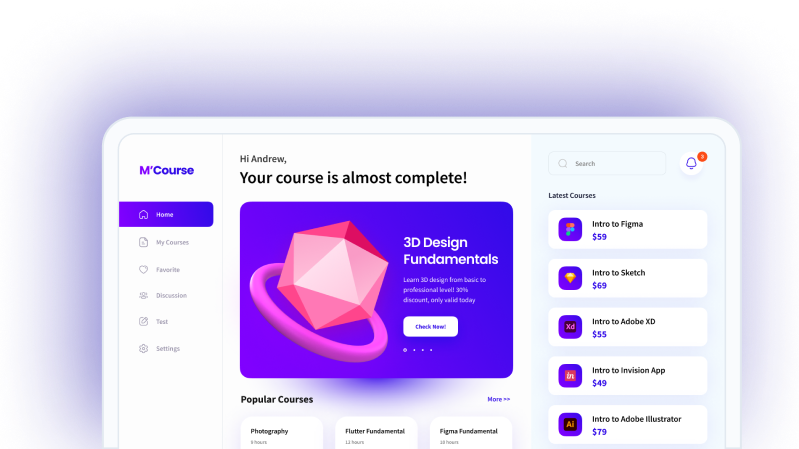 M'Course
Home
My Courses
Favorite
Discussion
Test
Settings
Hi Andrew,
Your course is almost complete!
3D Design
Fundamentals
Learn 3D design from basic to
professional level! 30%
discount, only valid today
Check Now!
Popular Courses
More >>
Photography
9 hours
Flutter Fundamental
12 hours
Figma Fundamental
10 hours
Search
3
Latest Courses
Intro to Figma
$59
Intro to Sketch
$69
Xd
Intro to Adobe XD
$55
in
Intro to Invision App
$49
Ai
Intro to Adobe Illustrator
$79